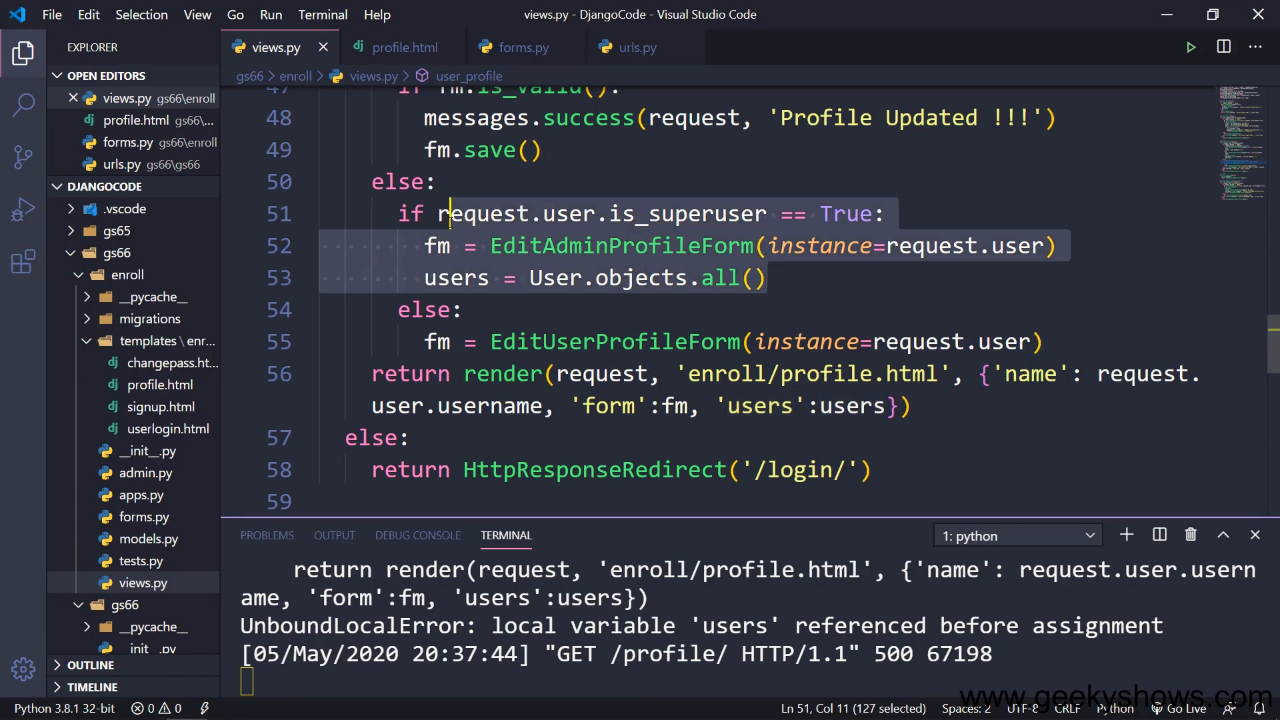 File Edit Selection View Go Run Terminal Help views.py - DjangoCode - Visual Studio Code
EXPLORER
views.py
profile.html
forms.py
urls.py
gs66 > enroll > views.py > user_profile
OPEN EDITORS
views.py gs66\enroll
profile.html gs66\...
forms.py gs66\enroll
urls.py gs66\gs66
DJANGOCODE
.vscode
gs65
gs66
enroll
__pycache__
migrations
templates \ enr...
changepass.ht...
profile.html
signup.html
userlogin.html
__init__.py
admin.py
apps.py
forms.py
models.py
tests.py
views.py
gs66
__pycache__
__init__.py
OUTLINE
TIMELINE
47 if fm.is_valid():
48 messages.success(request, 'Profile Updated !!!')
49 fm.save()
50 else:
51 if request.user.is_superuser == True:
52 fm = EditAdminProfileForm(instance=request.user)
53 users = User.objects.all()
54 else:
55 fm = EditUserProfileForm(instance=request.user)
56 return render(request, 'enroll/profile.html', {'name': request.
user.username, 'form':fm, 'users':users})
57 else:
58 return HttpResponseRedirect('/login/')
59
PROBLEMS OUTPUT DEBUG CONSOLE TERMINAL 1: python
return render(request, 'enroll/profile.html', {'name': request.user.usern
ame, 'form':fm, 'users':users})
UnboundLocalError: local variable 'users' referenced before assignment
[05/May/2020 20:37:44] "GET /profile/ HTTP/1.1" 500 67198
www.geekyshows.com
Python 3.8.1 32-bit 0 0 Ln 51, Col 11 (127 selected) Spaces: 2 UTF-8 CRLF Python Go Live